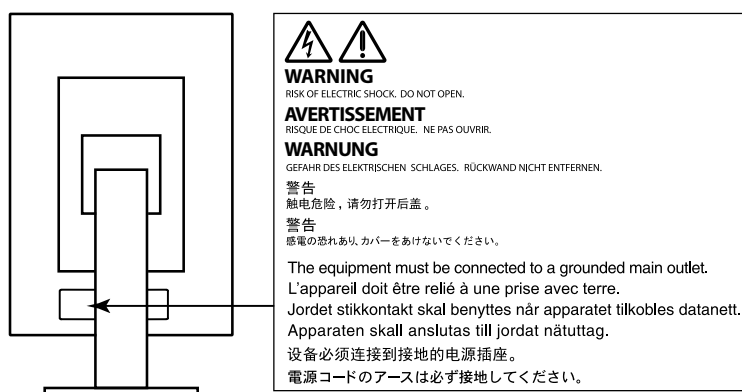 WARNING
RISK OF ELECTRIC SHOCK. DO NOT OPEN.
AVERTISSEMENT
RISQUE DE CHOC ELECTRIQUE. NE PAS OUVRIR.
WARNUNG
GEFAHR DES ELEKTRISCHEN SCHLAGES. RÜCKWAND NICHT ENTFERNEN.
警告
触电危险，请勿打开后盖。
警告
感電の恐れあり、カバーをあけないでください。
The equipment must be connected to a grounded main outlet.
L'appareil doit être relié à une prise avec terre.
Jordet stikkontakt skal benyttes når apparatet tilkobles datanett.
Apparaten skall anslutas till jordat nätuttag.
设备必须连接到接地的电源插座。
電源コードのアースは必ず接地してください。